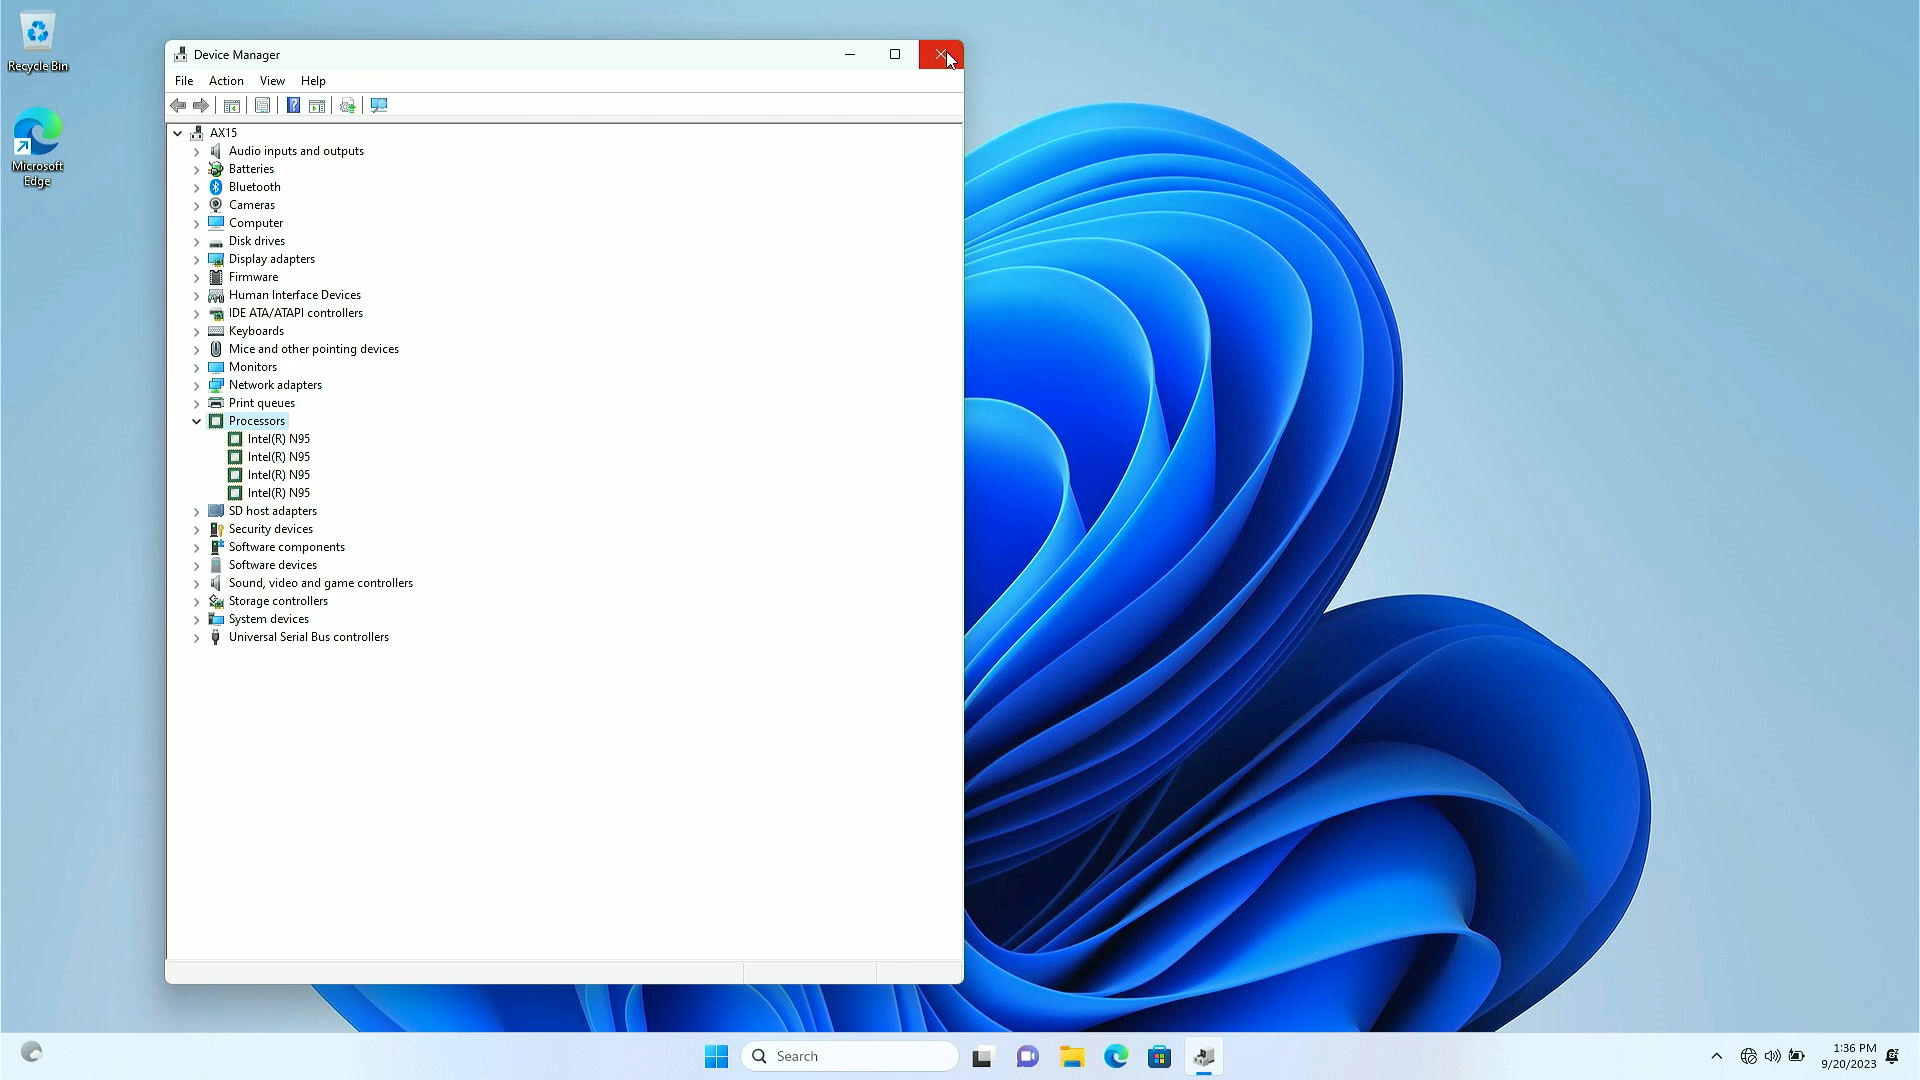 Recycle Bin
Microsoft
Edge
Device Manager
File Action View Help
AX15
Audio inputs and outputs
Batteries
Bluetooth
Cameras
Computer
Disk drives
Display adapters
Firmware
Human Interface Devices
IDE ATA/ATAPI controllers
Keyboards
Mice and other pointing devices
Monitors
Network adapters
Print queues
Processors
Intel(R) N95
Intel(R) N95
Intel(R) N95
Intel(R) N95
SD host adapters
Security devices
Software components
Software devices
Sound, video and game controllers
Storage controllers
System devices
Universal Serial Bus controllers
Search
1:36 PM
9/20/2023